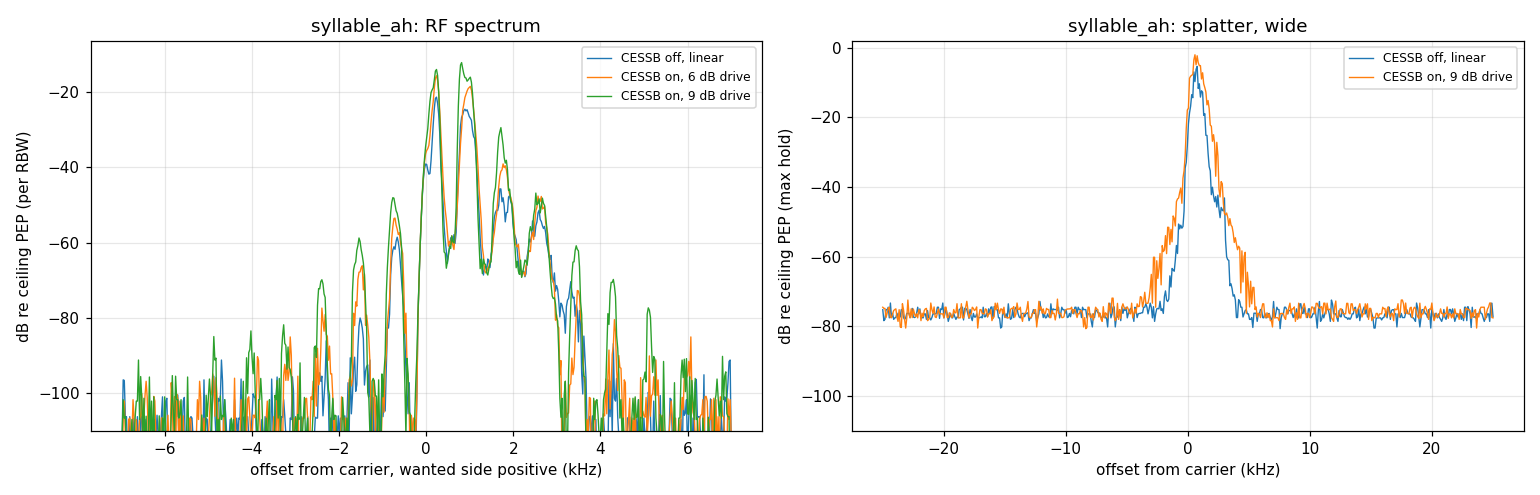 syllable_ah: RF spectrum
dB re ceiling PEP (per RBW)
−20
−40
−60
−80
−100
CESSB off, linear
CESSB on, 6 dB drive
CESSB on, 9 dB drive
−6
−4
−2
0
2
4
6
offset from carrier, wanted side positive (kHz)
syllable_ah: splatter, wide
dB re ceiling PEP (max hold)
0
−20
−40
−60
−80
−100
CESSB off, linear
CESSB on, 9 dB drive
−20
−10
0
10
20
offset from carrier (kHz)